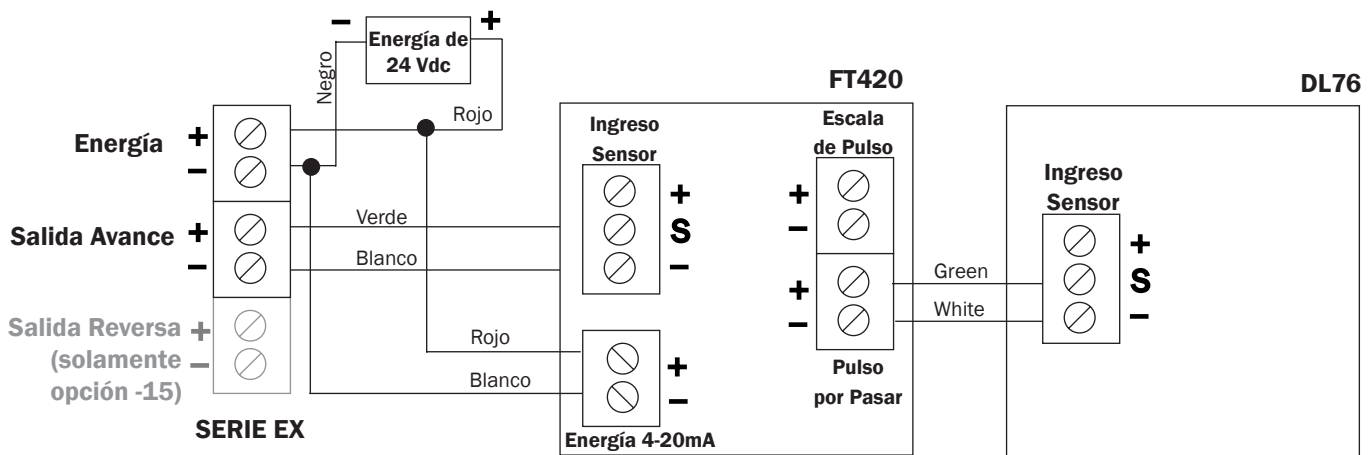 Energía de
24 Vdc
−
+
Negro
Rojo
FT420
DL76
Energía
+
−
Salida Avance
+
−
Salida Reversa
(solamente
opción -15)
+
−
SERIE EX
Verde
Blanco
Rojo
Blanco
Ingreso
Sensor
+
S
−
+
−
Energía 4-20mA
Escala
de Pulso
+
−
+
−
Pulso
por Pasar
Green
White
Ingreso
Sensor
+
S
−